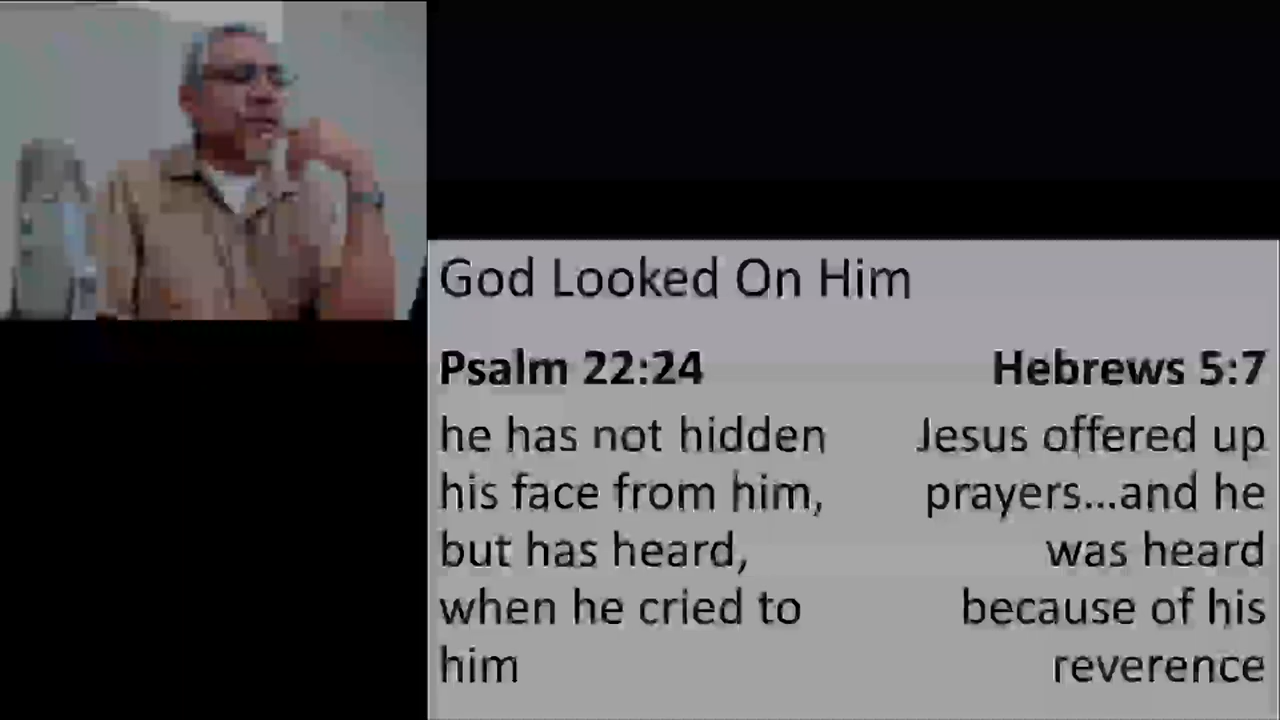 God Looked On Him
Psalm 22:24
he has not hidden
his face from him,
but has heard,
when he cried to
him
Hebrews 5:7
Jesus offered up
prayers...and he
was heard
because of his
reverence